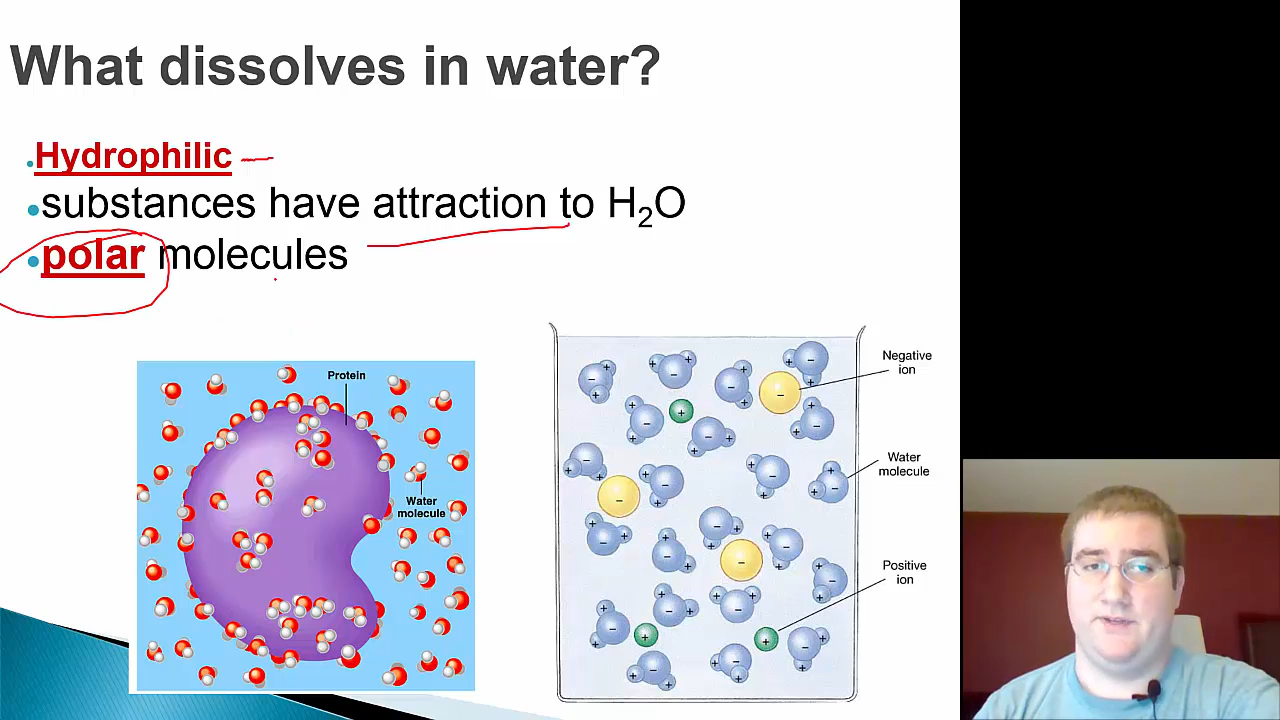 What dissolves in water?
Hydrophilic
substances have attraction to H₂O
polar molecules
Protein
Water
molecule
Negative
ion
Water
molecule
Positive
ion